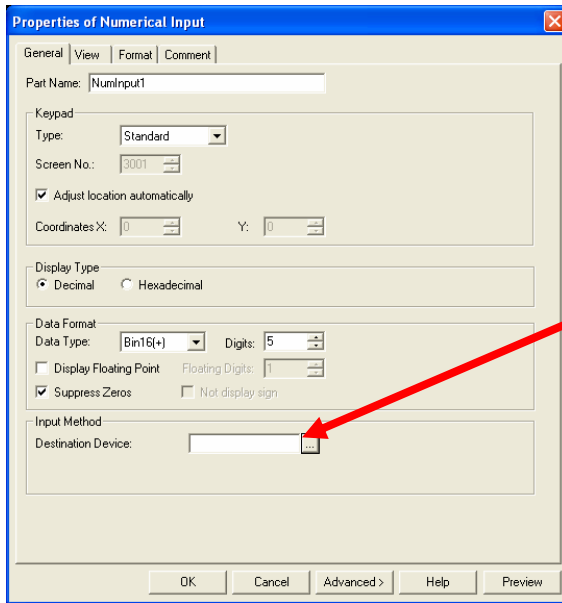 Properties of Numerical Input
General View Format Comment
Part Name: NumInput1
Keypad
Type: Standard
Screen No.: 3001
Adjust location automatically
Coordinates X: 0 Y: 0
Display Type
Decimal Hexadecimal
Data Format
Data Type: Bin16(+) Digits: 5
Display Floating Point Floating Digits: 1
Suppress Zeros Not display sign
Input Method
Destination Device: ...
OK Cancel Advanced > Help Preview